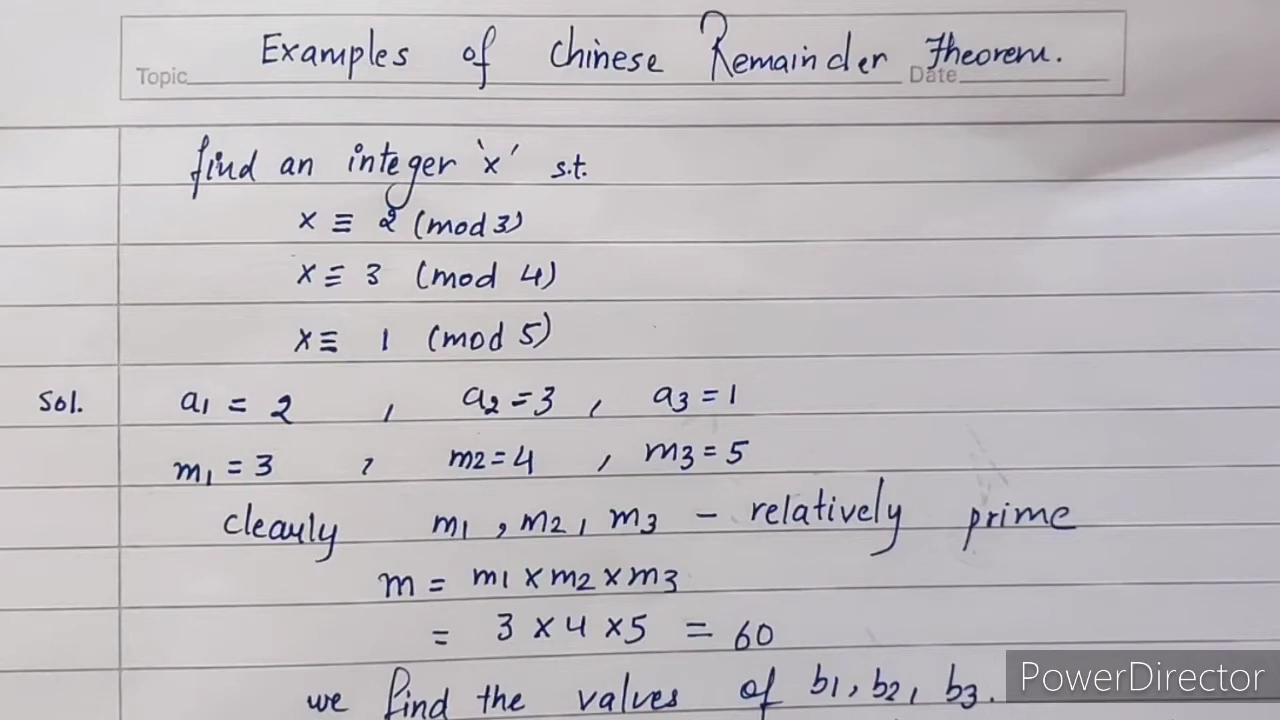 Examples of Chinese Remainder Theorem.
Topic Date
find an integer 'x' s.t.
x ≡ 2 (mod 3)
x ≡ 3 (mod 4)
x ≡ 1 (mod 5)
Sol. a1 = 2 , a2 = 3 , a3 = 1
m1 = 3 , m2 = 4 , m3 = 5
clearly m1 , m2 , m3 - relatively prime
m = m1 × m2 × m3
= 3 × 4 × 5 = 60
we find the values of b1, b2, b3.
PowerDirector